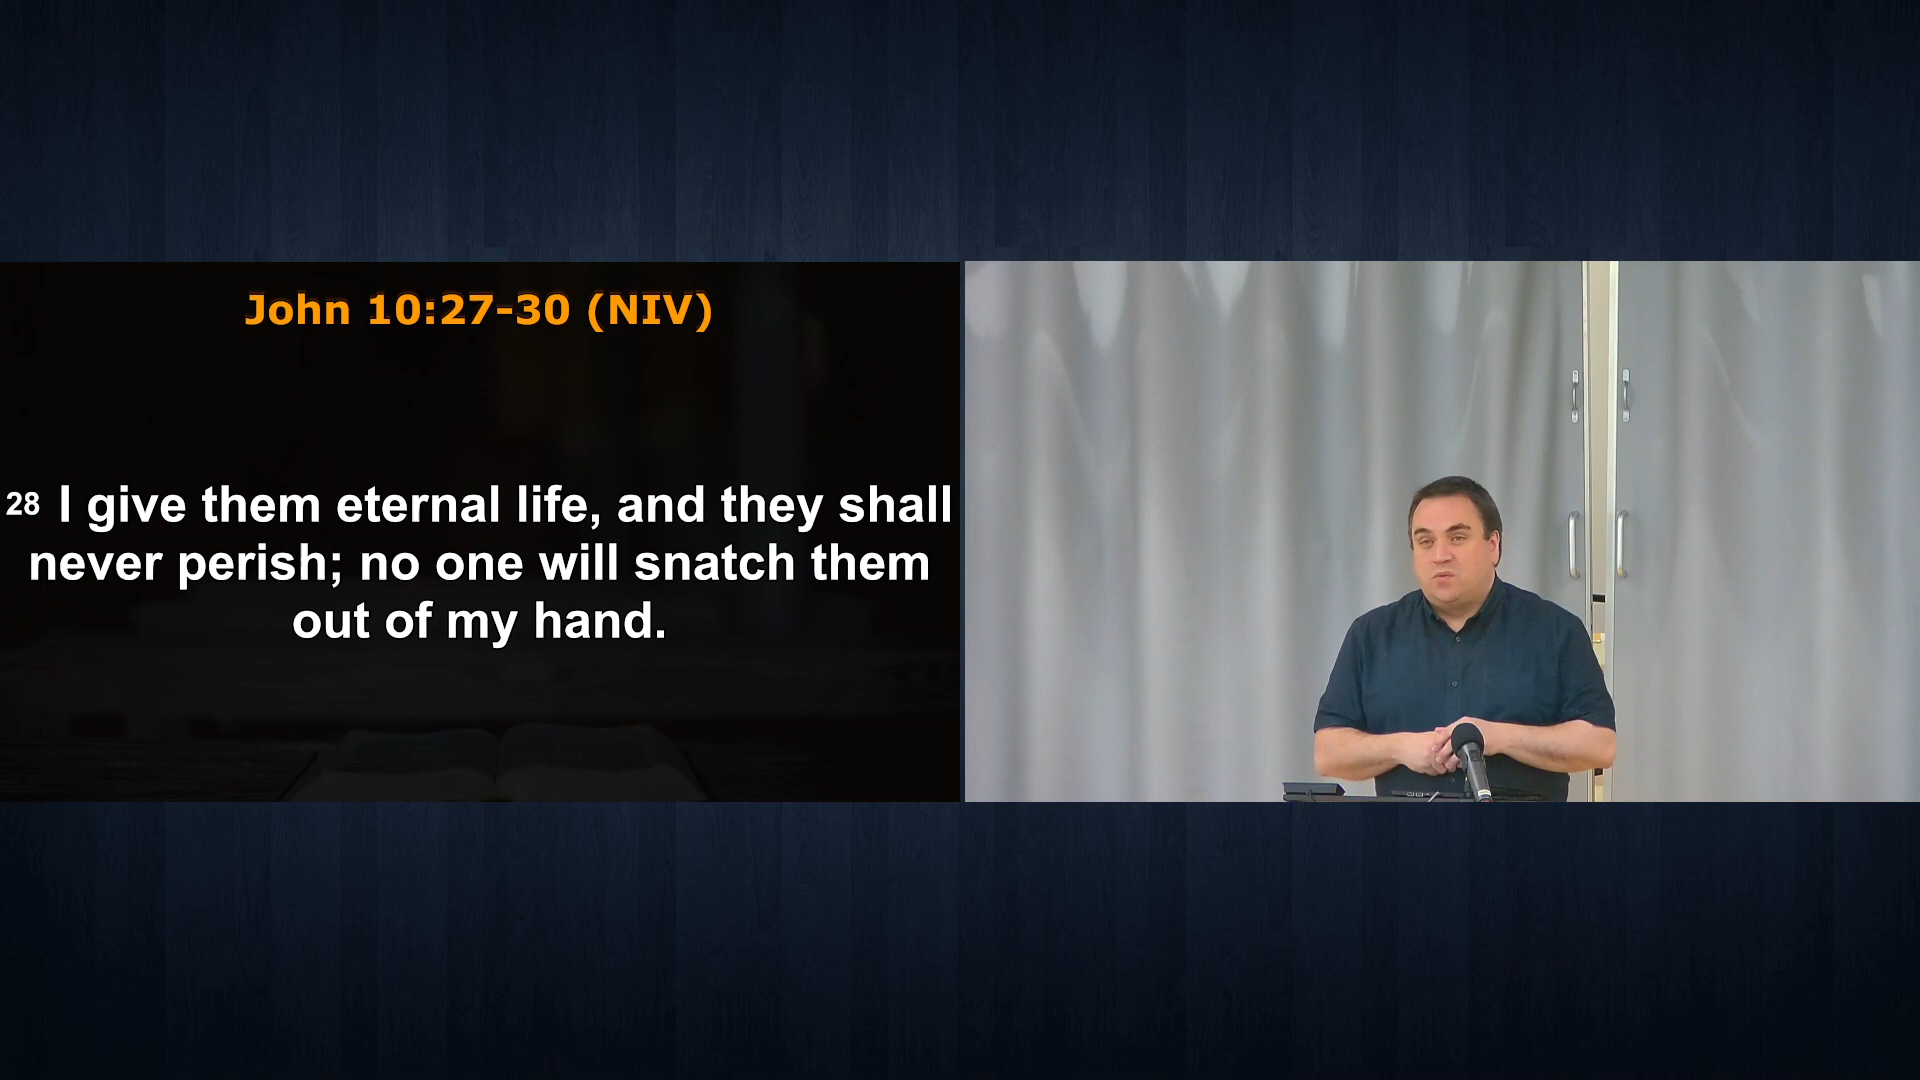 John 10:27-30 (NIV)
28 I give them eternal life, and they shall
never perish; no one will snatch them
out of my hand.